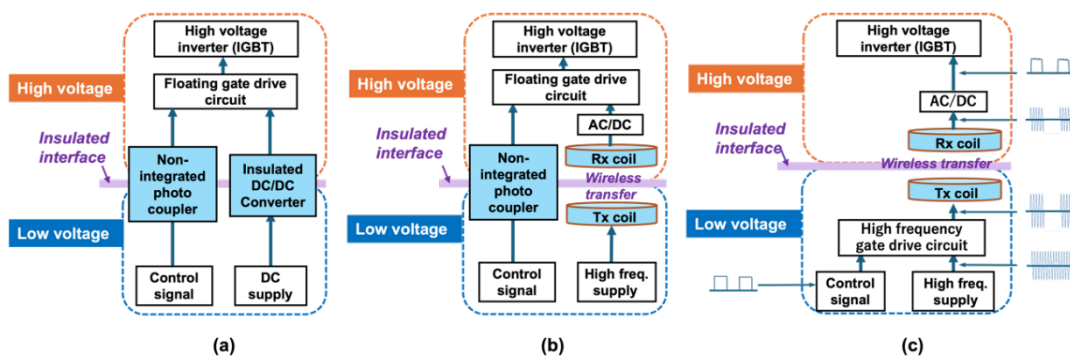 High voltage
inverter (IGBT)
Floating gate drive
circuit
High voltage
Insulated
interface
Non-
integrated
photo
coupler
Insulated
DC/DC
Converter
Low voltage
Control
signal
DC
supply
(a)
High voltage
inverter (IGBT)
Floating gate drive
circuit
High voltage
AC/DC
Insulated
interface
Non-
integrated
photo
coupler
Rx coil
Wireless
transfer
Tx coil
Low voltage
Control
signal
High freq.
supply
(b)
High voltage
inverter (IGBT)
High voltage
AC/DC
Insulated
interface
Rx coil
Wireless transfer
Tx coil
Low voltage
High frequency
gate drive circuit
Control
signal
High freq.
supply
(c)